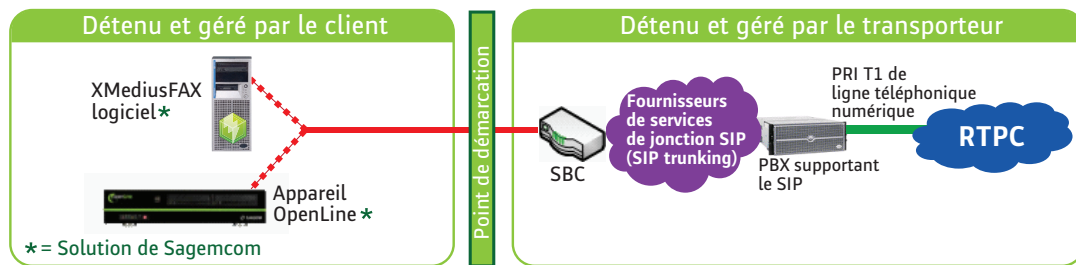 Détenu et géré par le client
XMediusFAX
logiciel*
Appareil
OpenLine *
* = Solution de Sagemcom
Point de démarcation
Détenu et géré par le transporteur
SBC
Fournisseurs
de services
de jonction SIP
(SIP trunking)
PRI T1 de
ligne téléphonique
numérique
PBX supportant
le SIP
RTPC